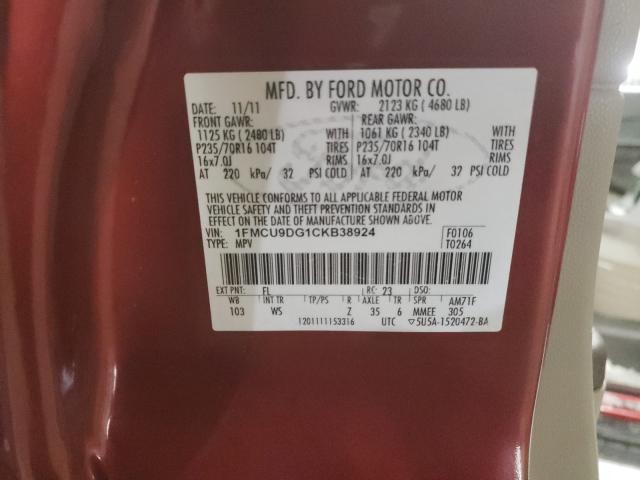 MFD. BY FORD MOTOR CO.
DATE: 11/11 GVWR: 2123 KG ( 4680 LB)
FRONT GAWR: REAR GAWR:
1125 KG ( 2480 LB) WITH 1061 KG ( 2340 LB) WITH
P235/70R16 104T TIRES P235/70R16 104T TIRES
16x7.0J RIMS 16x7.0J RIMS
AT 220 kPa/ 32 PSI COLD AT 220 kPa/ 32 PSI COLD
THIS VEHICLE CONFORMS TO ALL APPLICABLE FEDERAL MOTOR
VEHICLE SAFETY AND THEFT PREVENTION STANDARDS IN
EFFECT ON THE DATE OF MANUFACTURE SHOWN ABOVE.
VIN: 1FMCU9DG1CKB38924 F0106
TYPE: MPV T0264
EXT PNT: FL RC: 23 DSO:
WB INT TR TP/PS R AXLE TR SPR AM71F
103 WS Z 35 6 MMEE 305
1201111153316 UTC ▽5U5A-1520472-BA